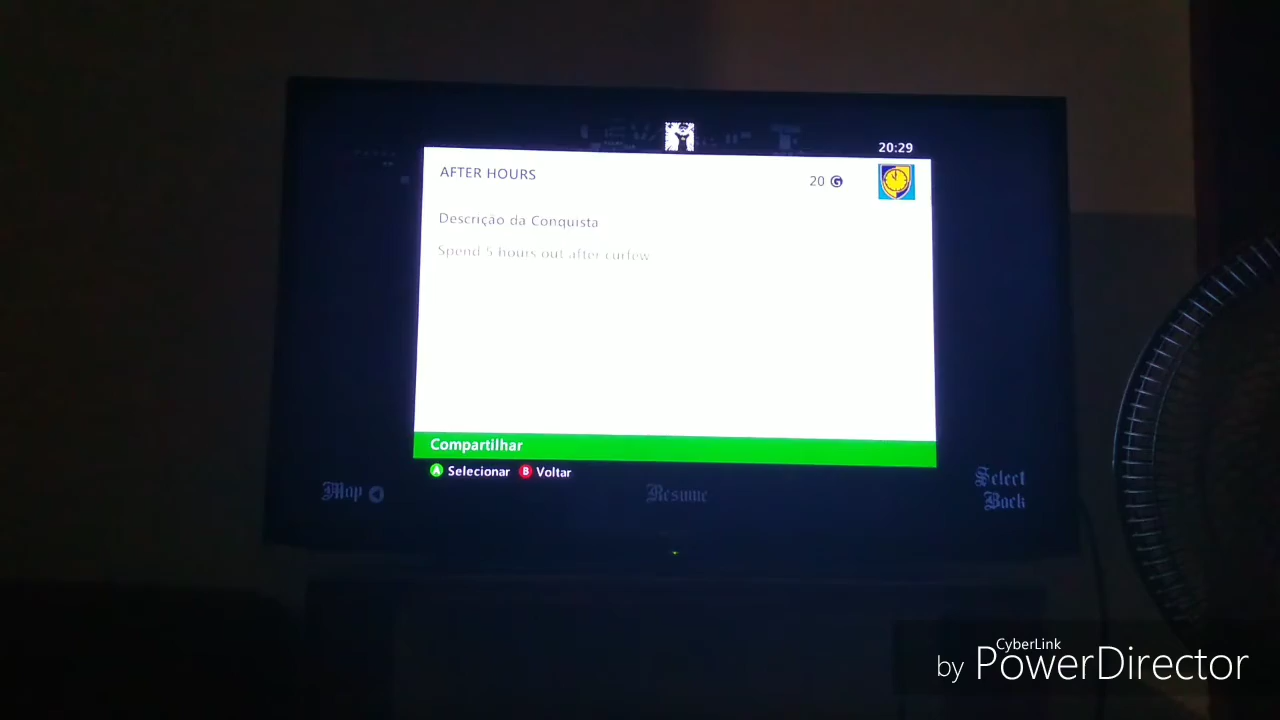 20:29
AFTER HOURS
20 G
Descrição da Conquista
Spend 5 hours out after curfew
Compartilhar
A Selecionar B Voltar
Map
Resume
Select
Back
CyberLink
by PowerDirector